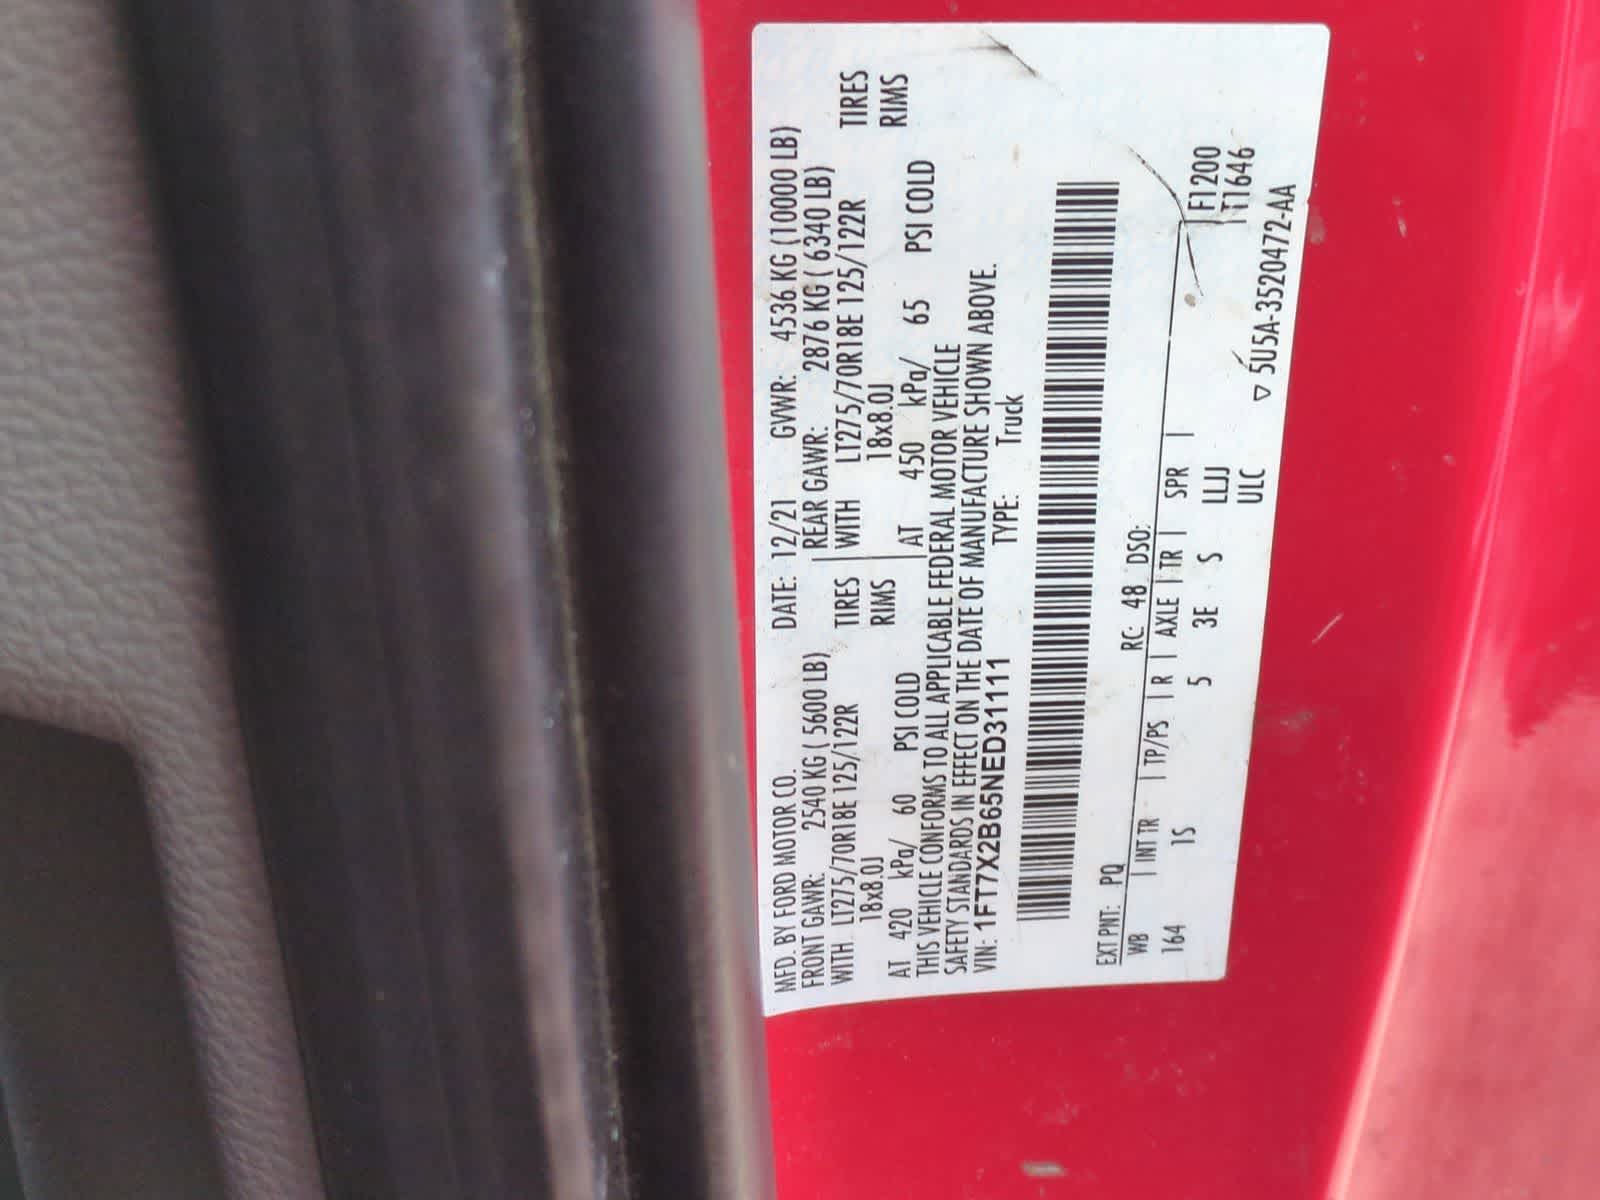 MFD. BY FORD MOTOR CO. DATE: 12/21 GVWR: 4536 KG (10000 LB)
FRONT GAWR: 2540 KG ( 5600 LB) REAR GAWR: 2876 KG ( 6340 LB)
WITH LT275/70R18E 125/122R TIRES WITH LT275/70R18E 125/122R TIRES
18x8.0J RIMS 18x8.0J RIMS
AT 420 kPa/ 60 PSI COLD AT 450 kPa/ 65 PSI COLD
THIS VEHICLE CONFORMS TO ALL APPLICABLE FEDERAL MOTOR VEHICLE
SAFETY STANDARDS IN EFFECT ON THE DATE OF MANUFACTURE SHOWN ABOVE.
VIN: 1FT7X2B65NED31111 TYPE: Truck
EXT PNT: PQ RC: 48 DSO:
WB | INT TR | TP/PS | R | AXLE | TR | SPR | F1200
164 1S 5 3E S LLJJ T1646
ULC ▽ 5U5A-3520472-AA